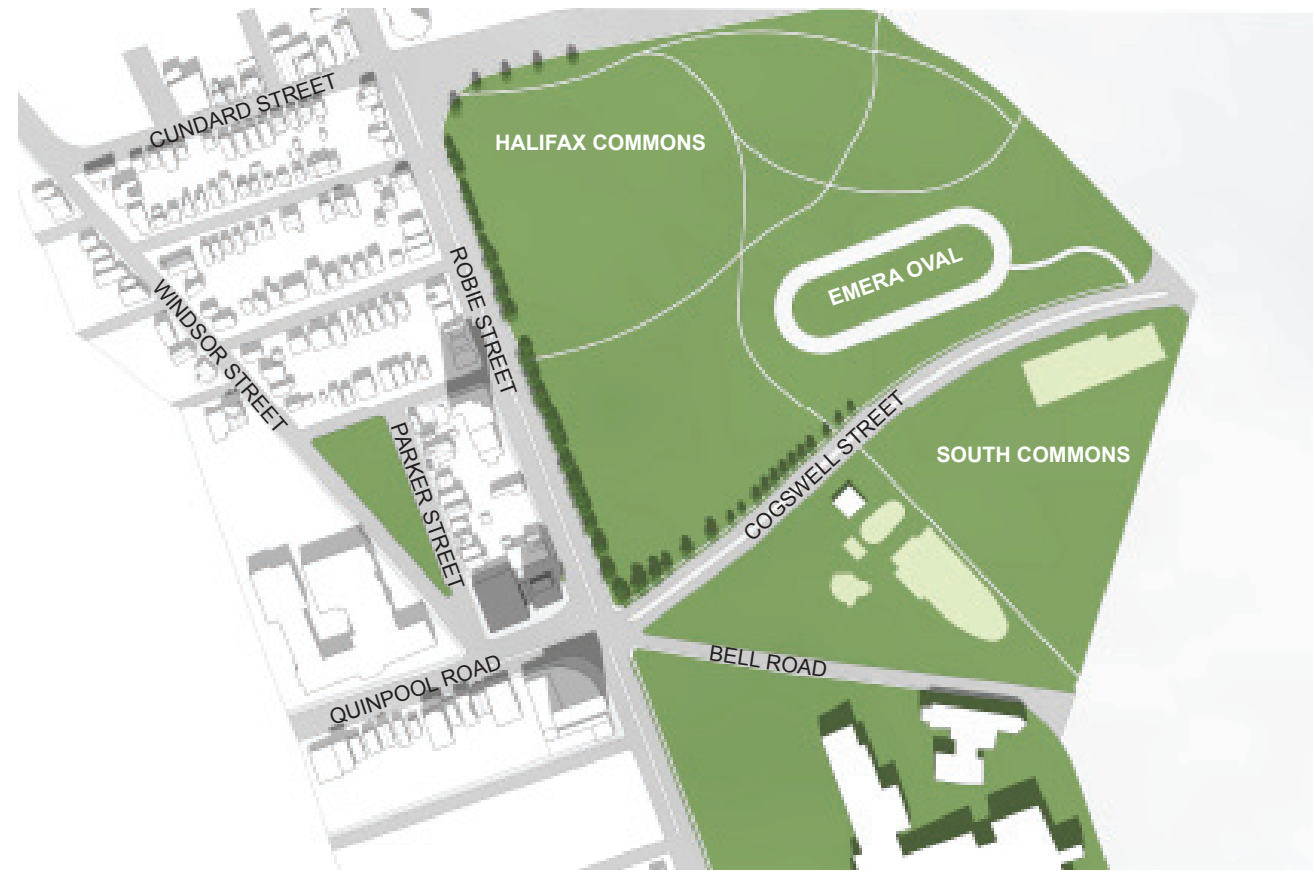 CUNDARD STREET
HALIFAX COMMONS
ROBIE STREET
EMERA OVAL
WINDSOR STREET
PARKER STREET
COGSWELL STREET
SOUTH COMMONS
BELL ROAD
QUINPOOL ROAD